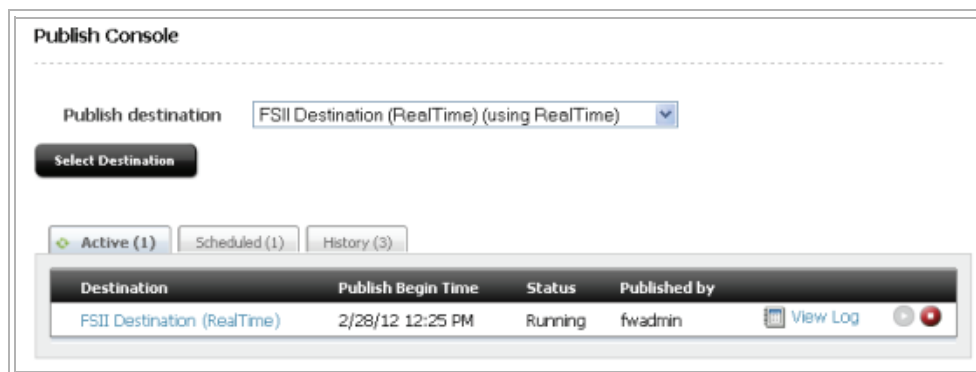 Publish Console
Publish destination FSII Destination (RealTime) (using RealTime)
Select Destination
Active (1) Scheduled (1) History (3)
Destination Publish Begin Time Status Published by
FSII Destination (RealTime) 2/28/12 12:25 PM Running fwadmin View Log